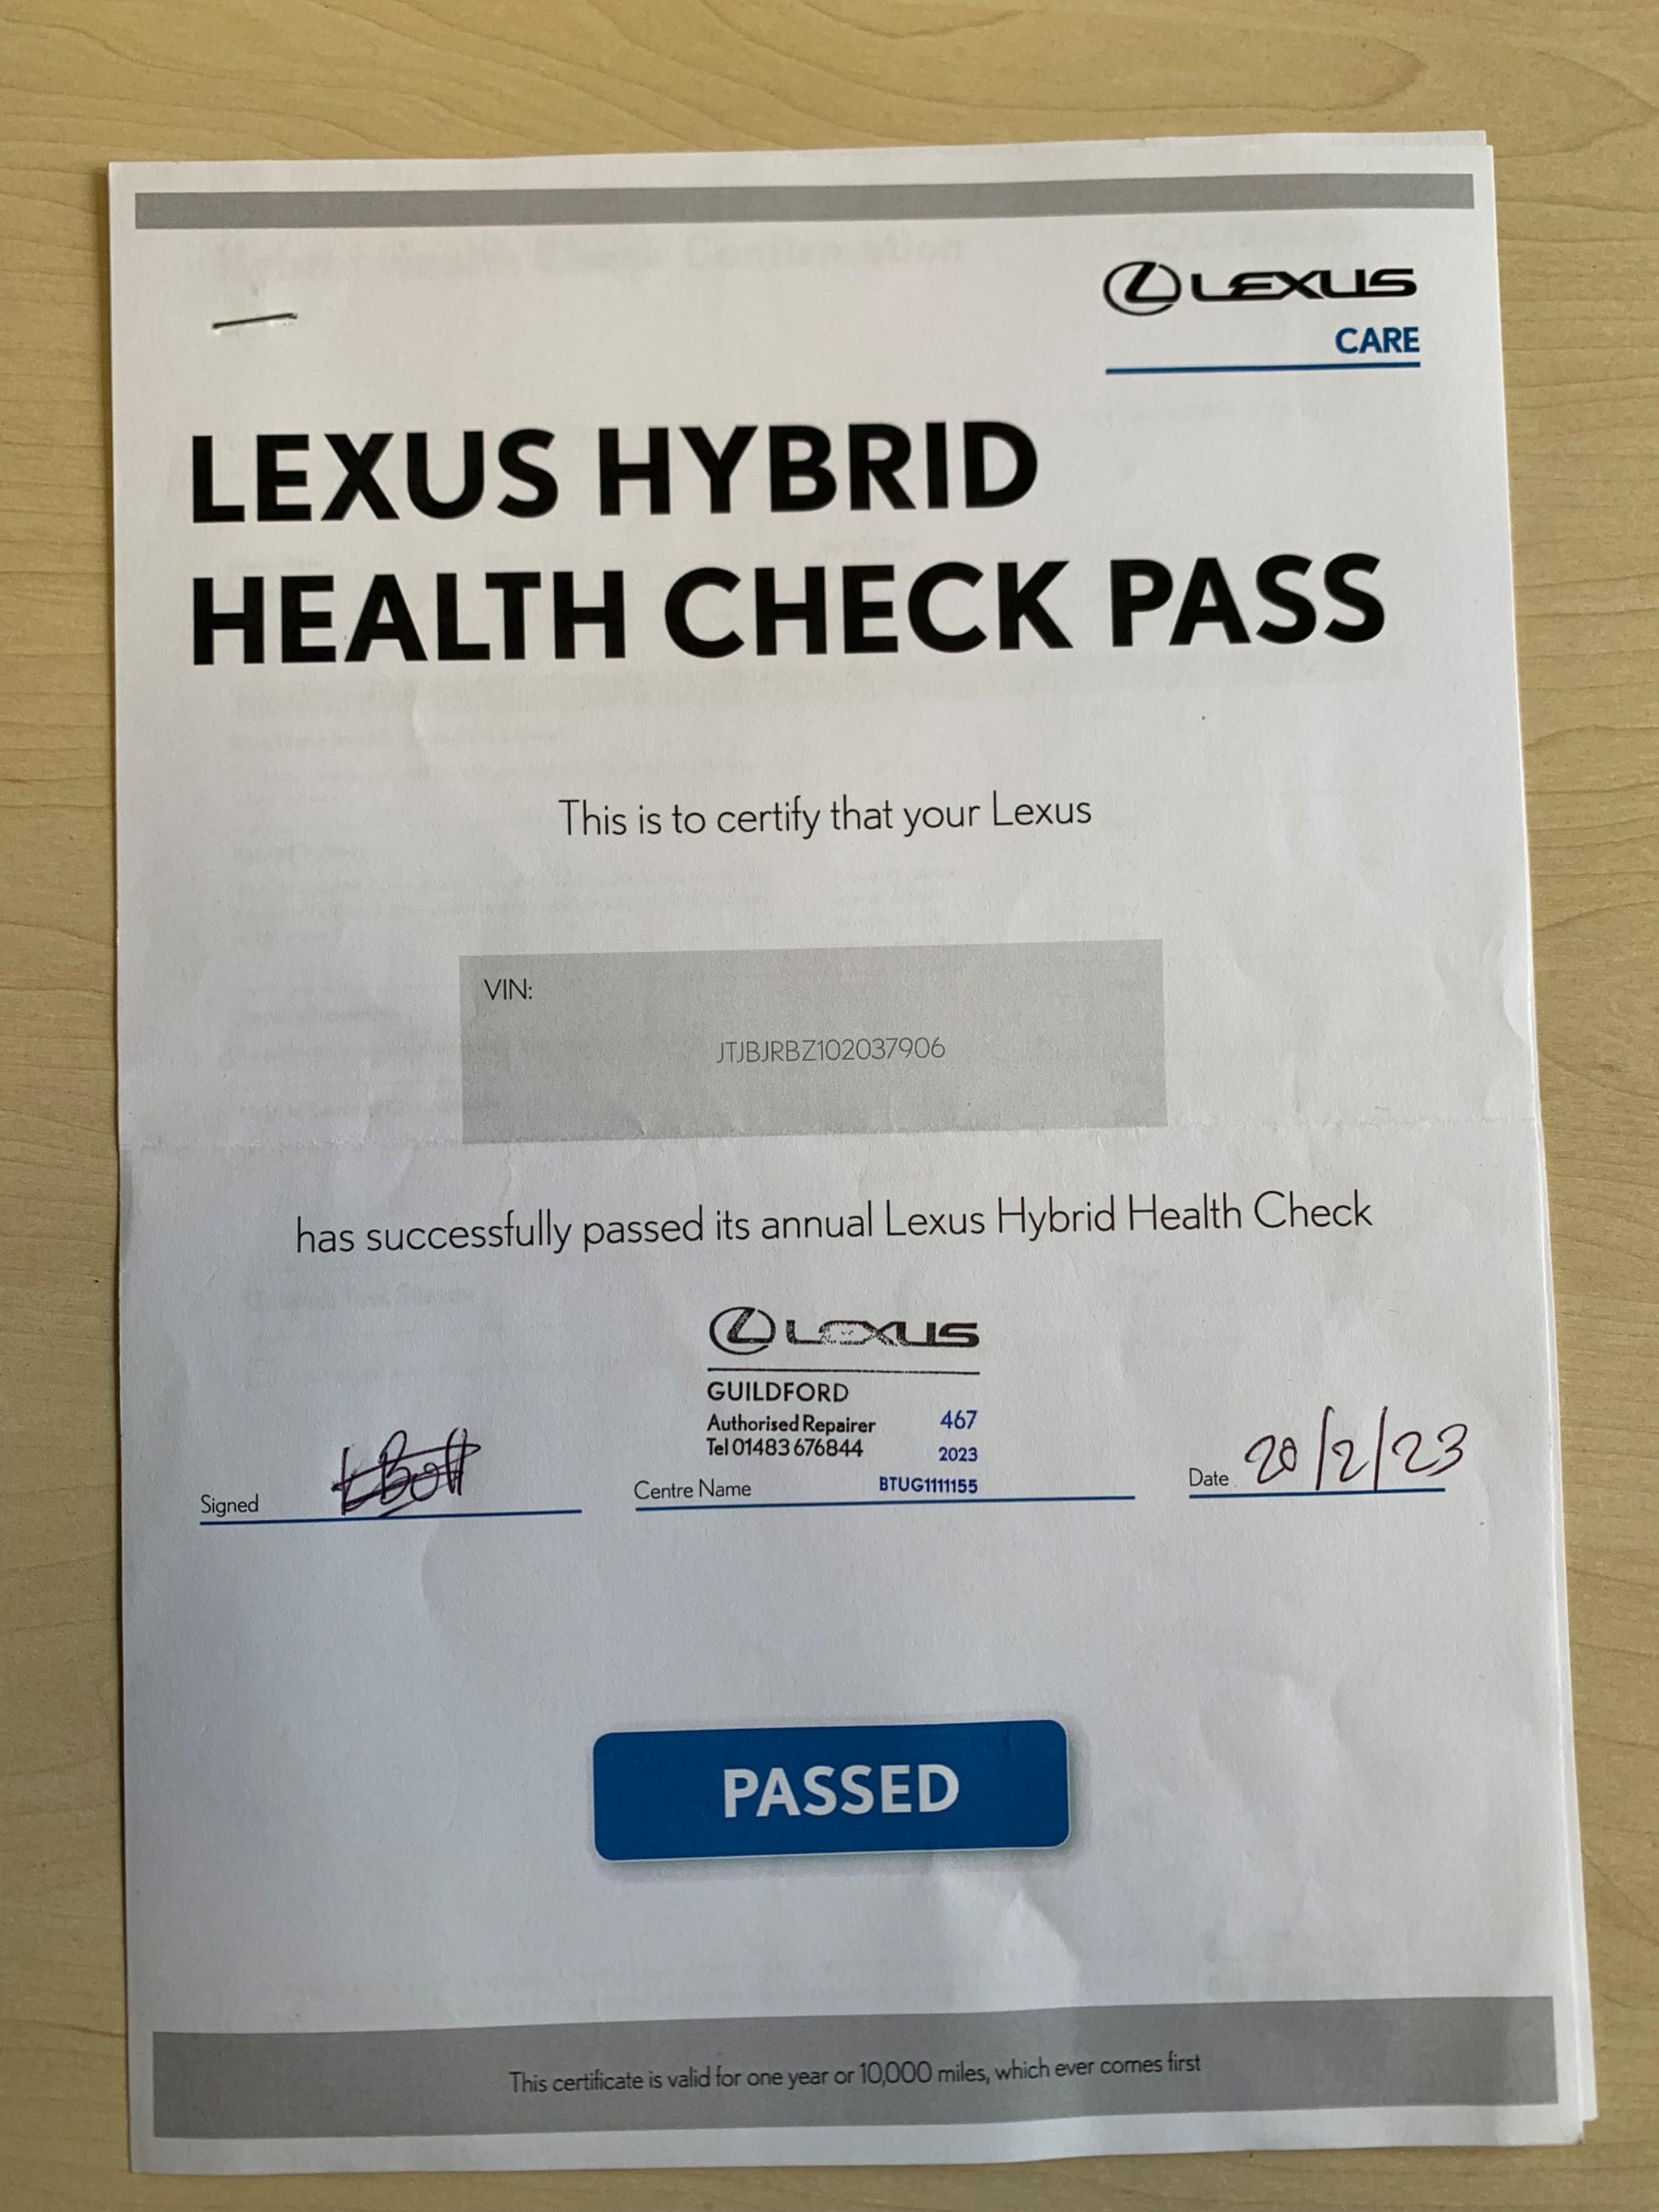 LEXUS
CARE
LEXUS HYBRID
HEALTH CHECK PASS
This is to certify that your Lexus
VIN:
JTJBJRBZ102037906
has successfully passed its annual Lexus Hybrid Health Check
LEXUS
GUILDFORD
Authorised Repairer 467
Tel 01483 676844 2023
Signed
Centre Name BTUG1111155
Date 20/2/23
PASSED
This certificate is valid for one year or 10,000 miles, which ever comes first